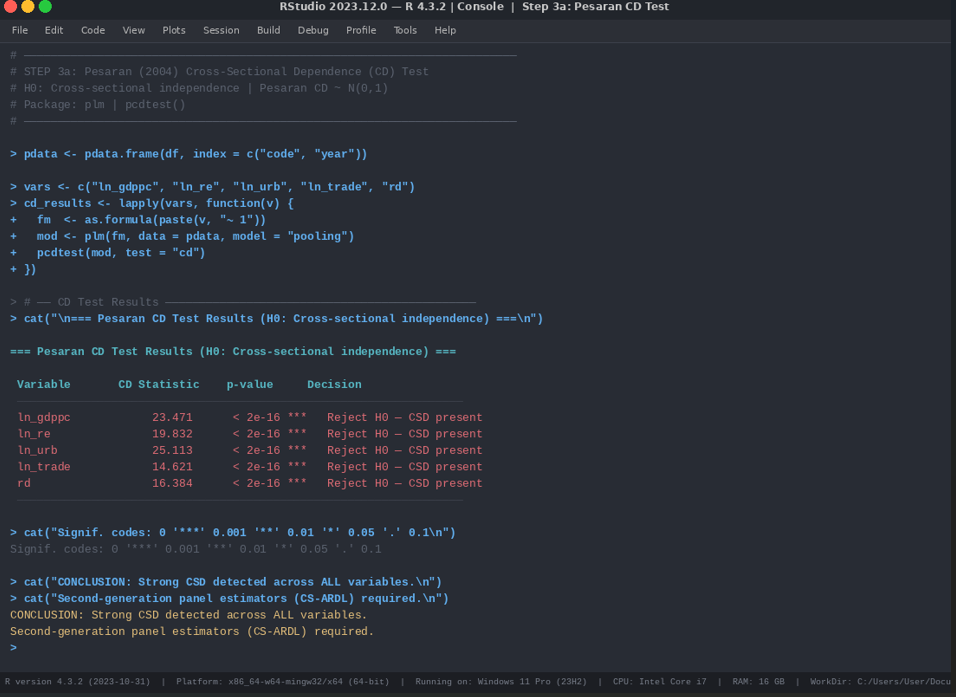 RStudio 2023.12.0 — R 4.3.2 | Console | Step 3a: Pesaran CD Test
File Edit Code View Plots Session Build Debug Profile Tools Help
# ─────────────────────────────────────────────────────────────────────────
# STEP 3a: Pesaran (2004) Cross-Sectional Dependence (CD) Test
# H0: Cross-sectional independence | Pesaran CD ~ N(0,1)
# Package: plm | pcdtest()
# ─────────────────────────────────────────────────────────────────────────
> pdata <- pdata.frame(df, index = c("code", "year"))
> vars <- c("ln_gdppc", "ln_re", "ln_urb", "ln_trade", "rd")
> cd_results <- lapply(vars, function(v) {
+   fm  <- as.formula(paste(v, "~ 1"))
+   mod <- plm(fm, data = pdata, model = "pooling")
+   pcdtest(mod, test = "cd")
+ })
> # ── CD Test Results ──────────────────────────────────────────────
> cat("\n=== Pesaran CD Test Results (H0: Cross-sectional independence) ===\n")
=== Pesaran CD Test Results (H0: Cross-sectional independence) ===
Variable       CD Statistic    p-value     Decision
ln_gdppc            23.471      < 2e-16 ***   Reject H0 — CSD present
ln_re               19.832      < 2e-16 ***   Reject H0 — CSD present
ln_urb              25.113      < 2e-16 ***   Reject H0 — CSD present
ln_trade            14.621      < 2e-16 ***   Reject H0 — CSD present
rd                  16.384      < 2e-16 ***   Reject H0 — CSD present
> cat("Signif. codes: 0 '***' 0.001 '**' 0.01 '*' 0.05 '.' 0.1\n")
Signif. codes: 0 '***' 0.001 '**' 0.01 '*' 0.05 '.' 0.1
> cat("CONCLUSION: Strong CSD detected across ALL variables.\n")
> cat("Second-generation panel estimators (CS-ARDL) required.\n")
CONCLUSION: Strong CSD detected across ALL variables.
Second-generation panel estimators (CS-ARDL) required.
>
R version 4.3.2 (2023-10-31) | Platform: x86_64-w64-mingw32/x64 (64-bit) | Running on: Windows 11 Pro (23H2) | CPU: Intel Core i7 | RAM: 16 GB | WorkDir: C:/Users/User/Docu